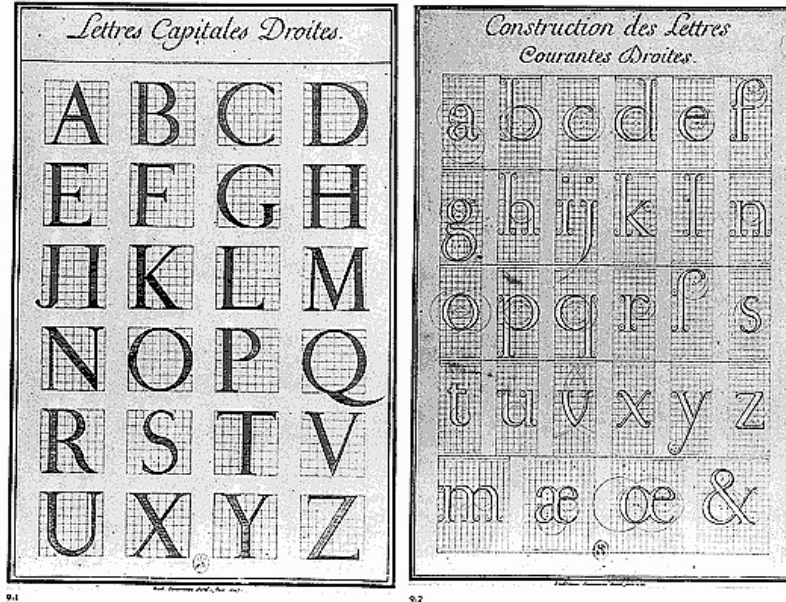 Lettres Capitales Droites.
A B C D
E F G H
J I K L M
N O P Q
R S T V
U X Y Z
9.1
Construction des Lettres
Courantes Droites.
a b c d e f
g h i j k l n
o p q r ſ s
t u v x y z
m æ œ &
9.2